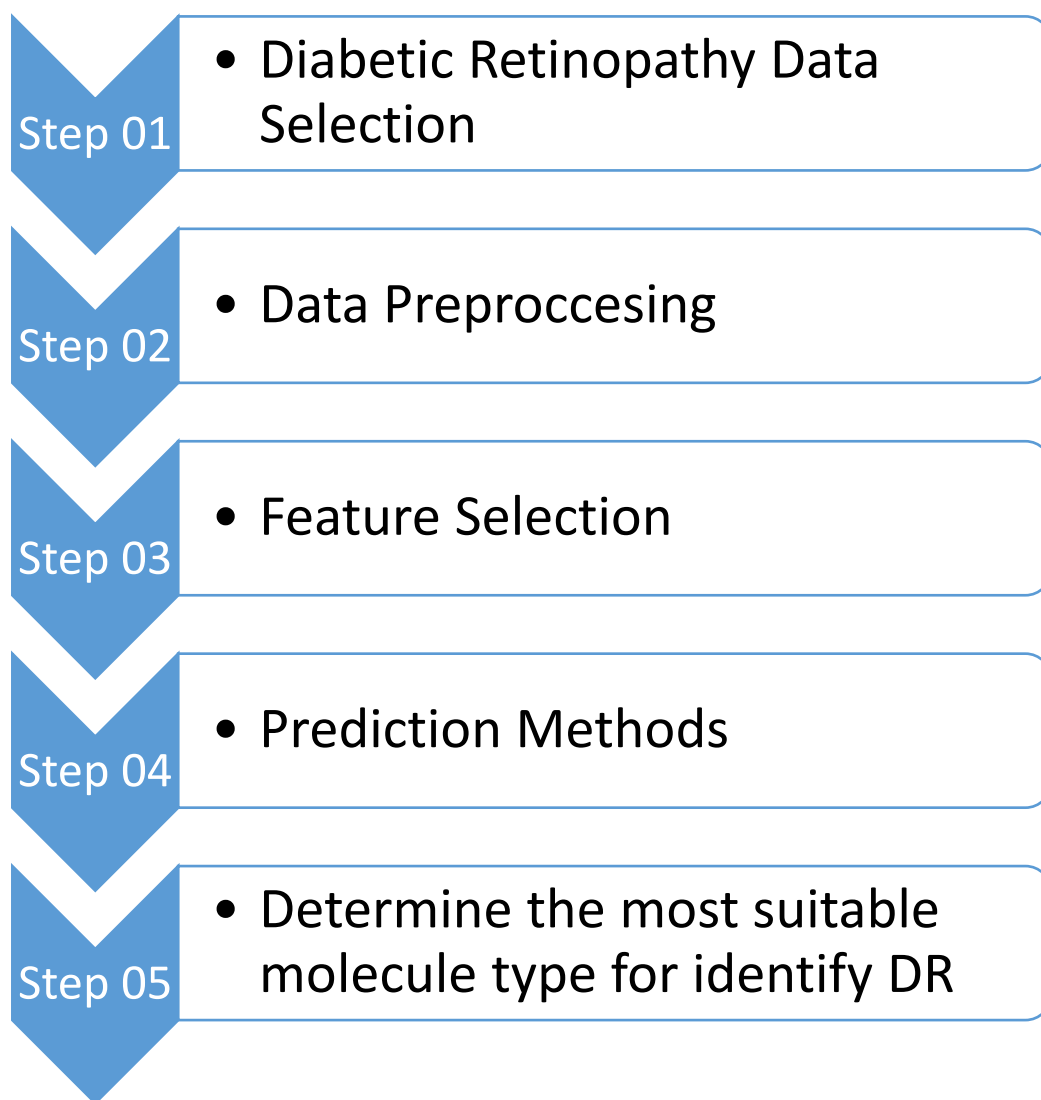 Step 01
• Diabetic Retinopathy Data
Selection
Step 02
• Data Preproccesing
Step 03
• Feature Selection
Step 04
• Prediction Methods
Step 05
• Determine the most suitable
molecule type for identify DR